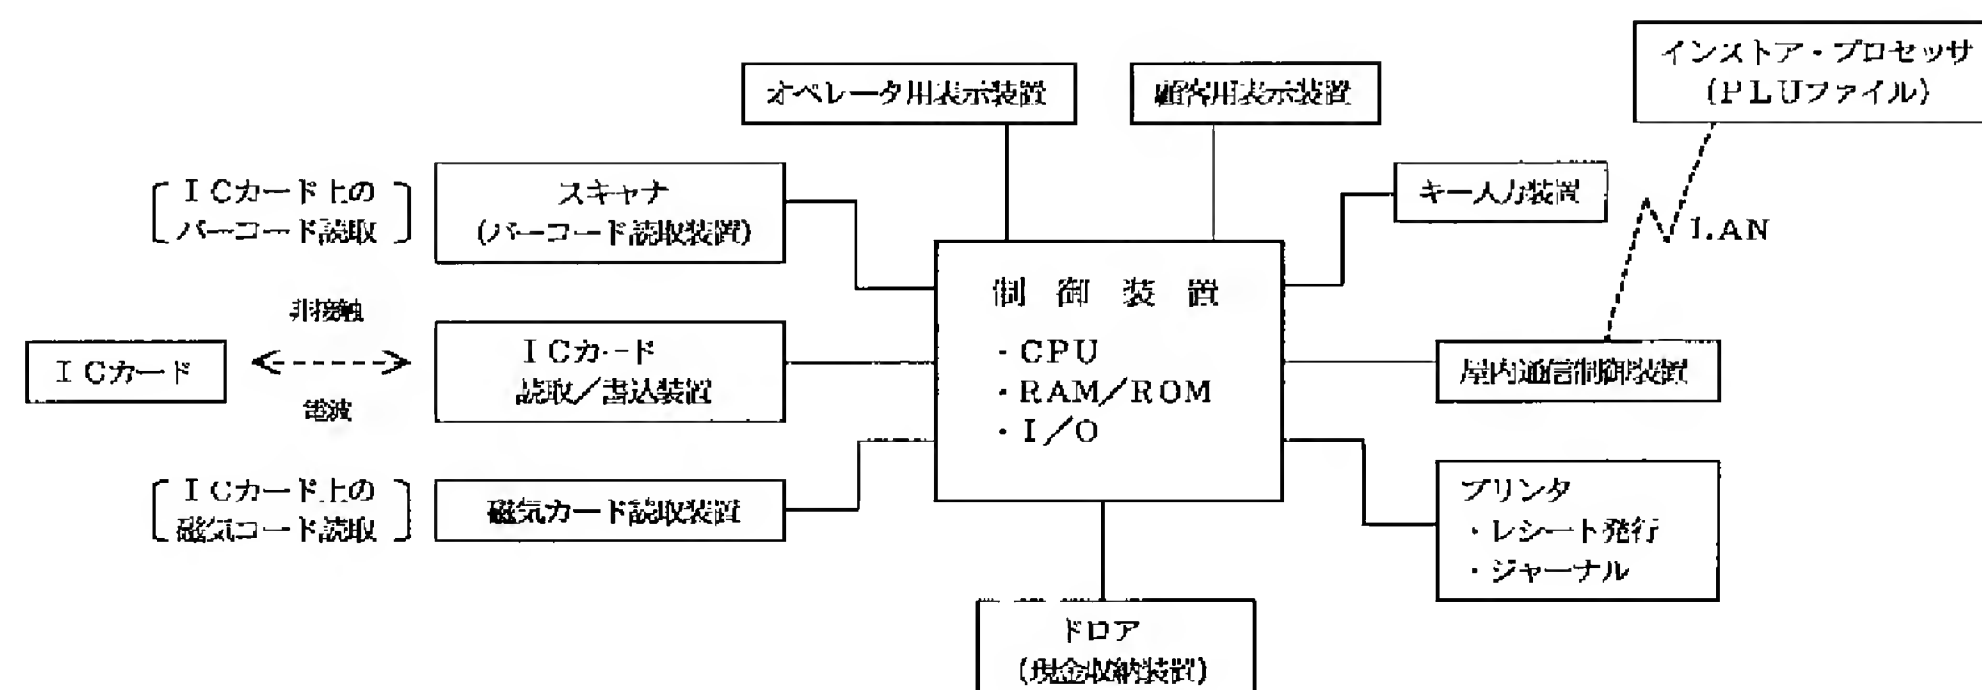 インストア・プロセッサ
(PLUファイル)
オペレータ用表示装置
顧客用表示装置
ICカード上の
バーコード読取
スキャナ
(バーコード読取装置)
キー入力装置
LAN
制御装置
・CPU
・RAM/ROM
・I/O
非接触
ICカード
電波
ICカード
読取/書込装置
屋内通信制御装置
ICカード上の
磁気コード読取
磁気カード読取装置
プリンタ
・レシート発行
・ジャーナル
ドロア
(現金収納装置)